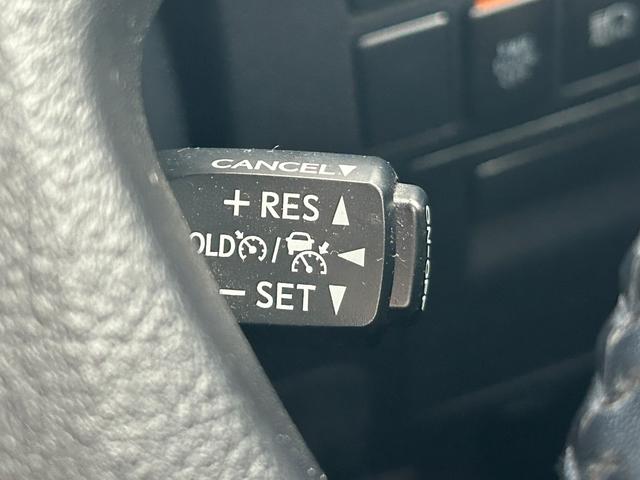 CANCEL▼
+ RES ▲
OLD / ◀
− SET ▼